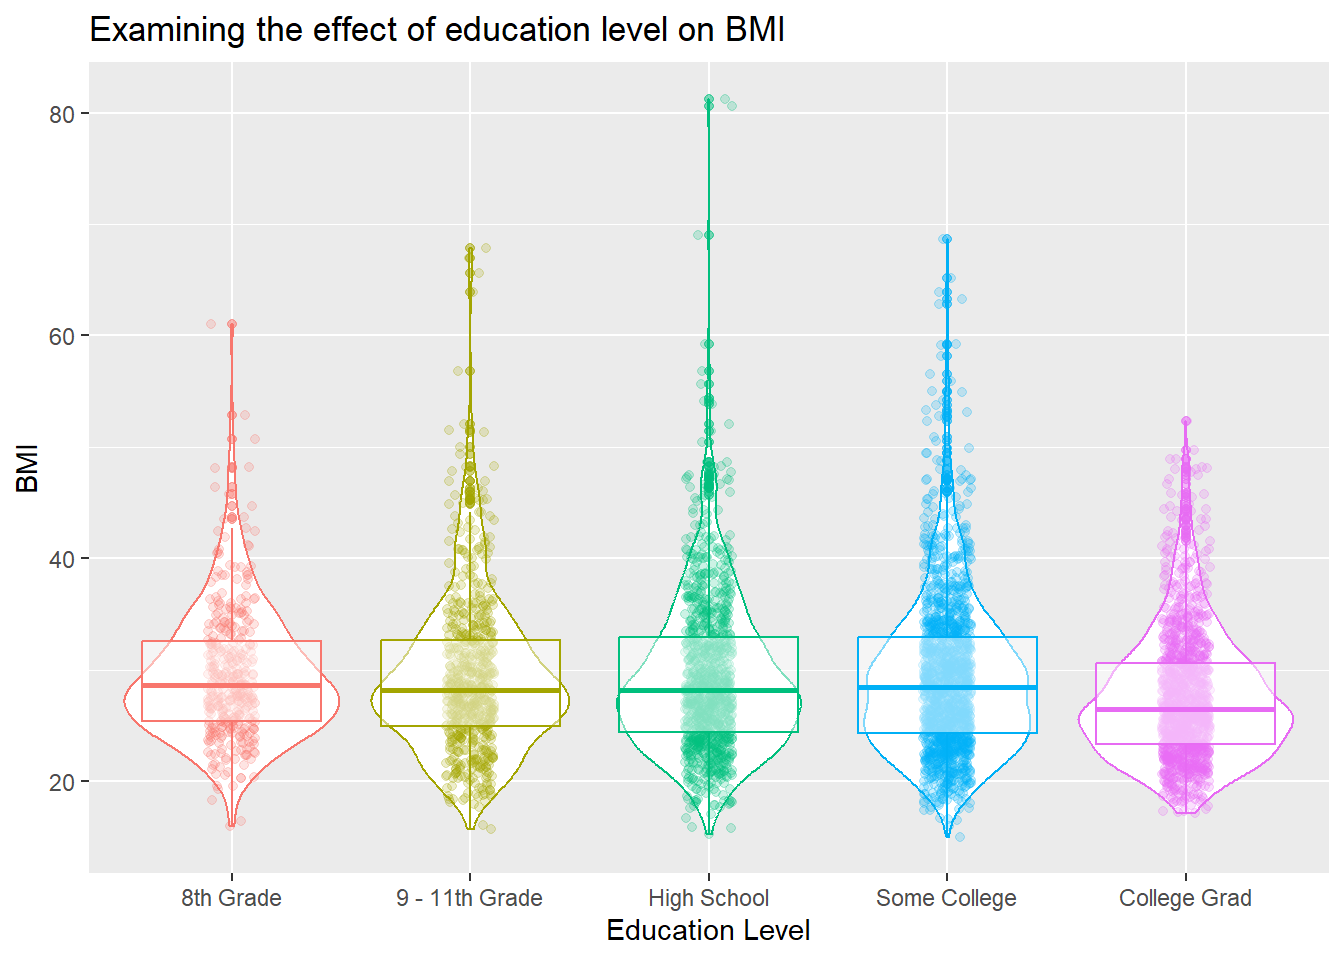 Examining the effect of education level on BMI
80
60
40
20
BMI
8th Grade
9 - 11th Grade
High School
Some College
College Grad
Education Level